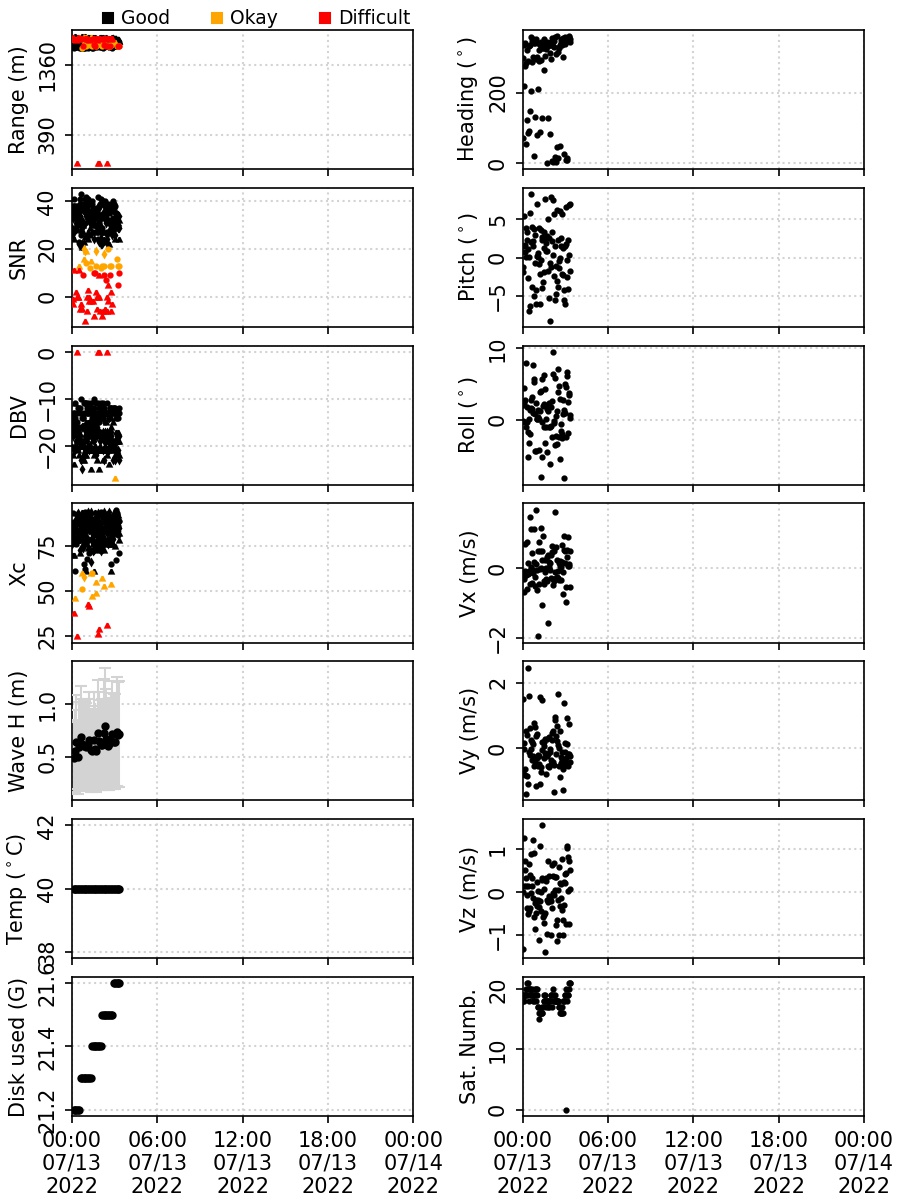 Good Okay Difficult
Range (m)
1360
390
Heading (°)
200
0
SNR
40
20
0
Pitch (°)
5
0
−5
DBV
0
−10
−20
Roll (°)
10
0
Xc
75
50
25
Vx (m/s)
0
−2
Wave H (m)
1.0
0.5
Vy (m/s)
2
0
Temp (°C)
42
40
38
Vz (m/s)
1
0
−1
Disk used (G)
21.6
21.4
21.2
Sat. Numb.
20
10
0
00:00 06:00 12:00 18:00 00:00
07/13 07/13 07/13 07/13 07/14
2022 2022 2022 2022 2022
00:00 06:00 12:00 18:00 00:00
07/13 07/13 07/13 07/13 07/14
2022 2022 2022 2022 2022